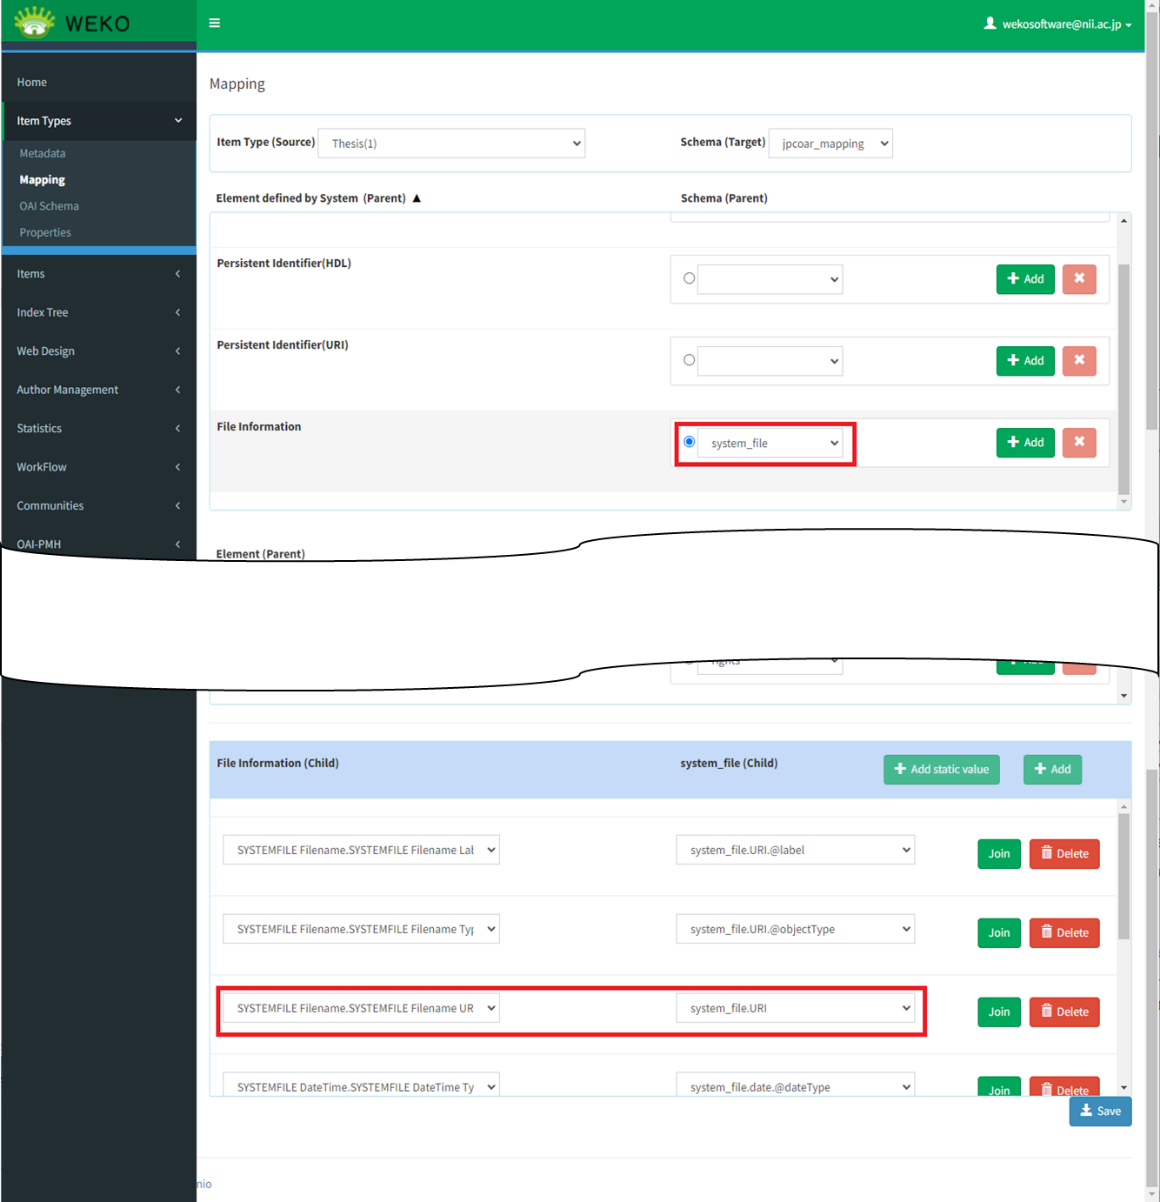 WEKO
wekosoftware@nii.ac.jp
Home
Item Types
Metadata
Mapping
OAI Schema
Properties
Items
Index Tree
Web Design
Author Management
Statistics
WorkFlow
Communities
OAI-PMH
Mapping
Item Type (Source) Thesis(1) Schema (Target) jpcoar_mapping
Element defined by System (Parent) ▲ Schema (Parent)
Persistent Identifier(HDL)
+ Add
Persistent Identifier(URI)
+ Add
File Information system_file + Add
Element (Parent)
rights + Add
File Information (Child) system_file (Child) + Add static value + Add
SYSTEMFILE Filename.SYSTEMFILE Filename Lal system_file.URI.@label Join Delete
SYSTEMFILE Filename.SYSTEMFILE Filename Typ system_file.URI.@objectType Join Delete
SYSTEMFILE Filename.SYSTEMFILE Filename UR system_file.URI Join Delete
SYSTEMFILE DateTime.SYSTEMFILE DateTime Ty system_file.date.@dateType Join Delete
Save
nio